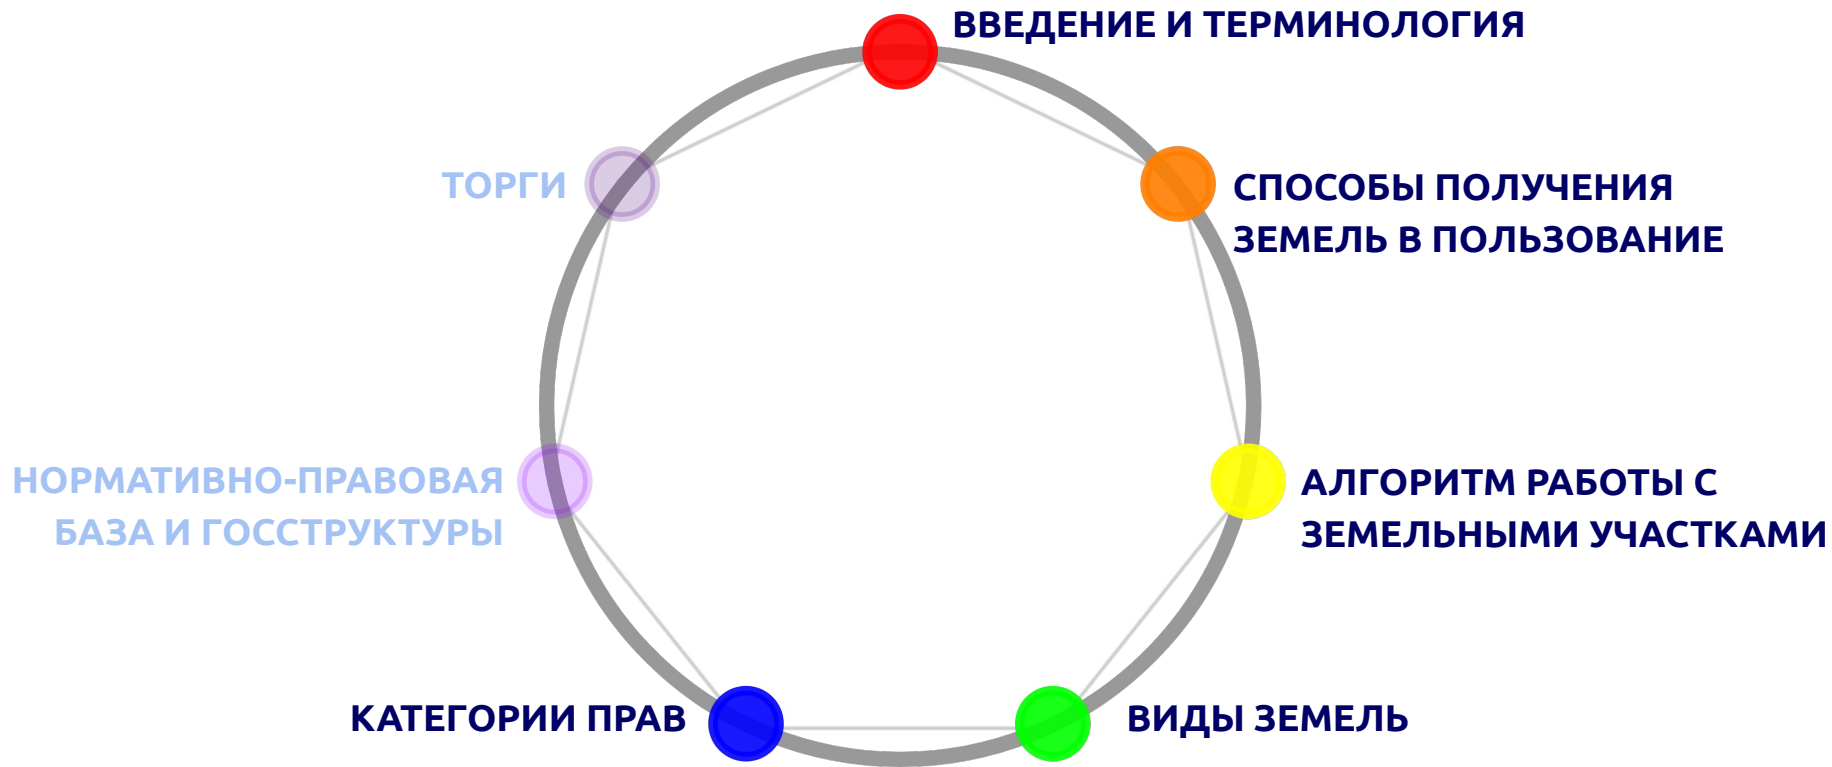 ВВЕДЕНИЕ И ТЕРМИНОЛОГИЯ
СПОСОБЫ ПОЛУЧЕНИЯ
ЗЕМЕЛЬ В ПОЛЬЗОВАНИЕ
АЛГОРИТМ РАБОТЫ С
ЗЕМЕЛЬНЫМИ УЧАСТКАМИ
ВИДЫ ЗЕМЕЛЬ
КАТЕГОРИИ ПРАВ
НОРМАТИВНО-ПРАВОВАЯ
БАЗА И ГОССТРУКТУРЫ
ТОРГИ